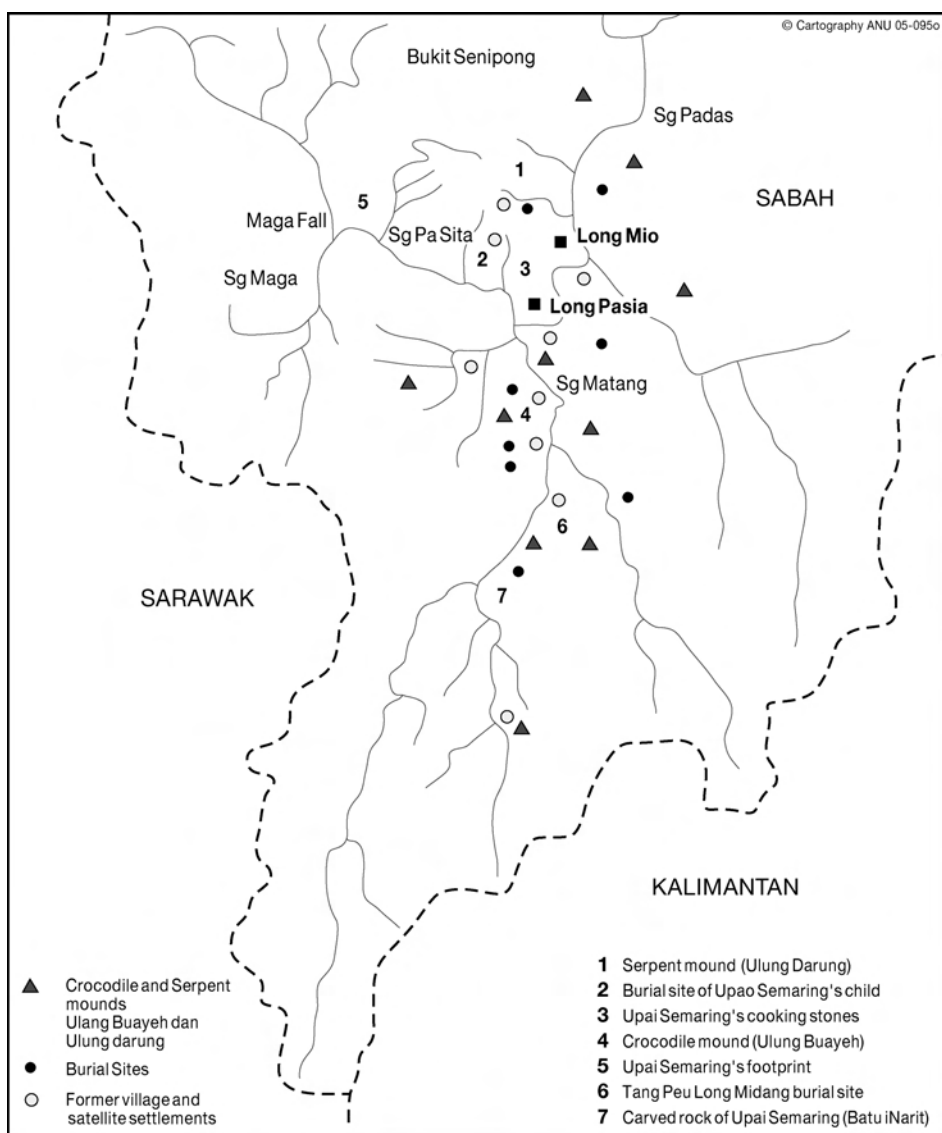 © Cartography ANU 05-095o
Bukit Senipong
Sg Padas
1
SABAH
5
Maga Fall
Sg Pa Sita
Long Mio
2
3
Sg Maga
Long Pasia
Sg Matang
4
6
SARAWAK
7
KALIMANTAN
Crocodile and Serpent
mounds
Ulang Buayeh dan
Ulung darung
Burial Sites
Former village and
satellite settlements
1 Serpent mound (Ulung Darung)
2 Burial site of Upao Semaring's child
3 Upai Semaring's cooking stones
4 Crocodile mound (Ulung Buayeh)
5 Upai Semaring's footprint
6 Tang Peu Long Midang burial site
7 Carved rock of Upai Semaring (Batu iNarit)